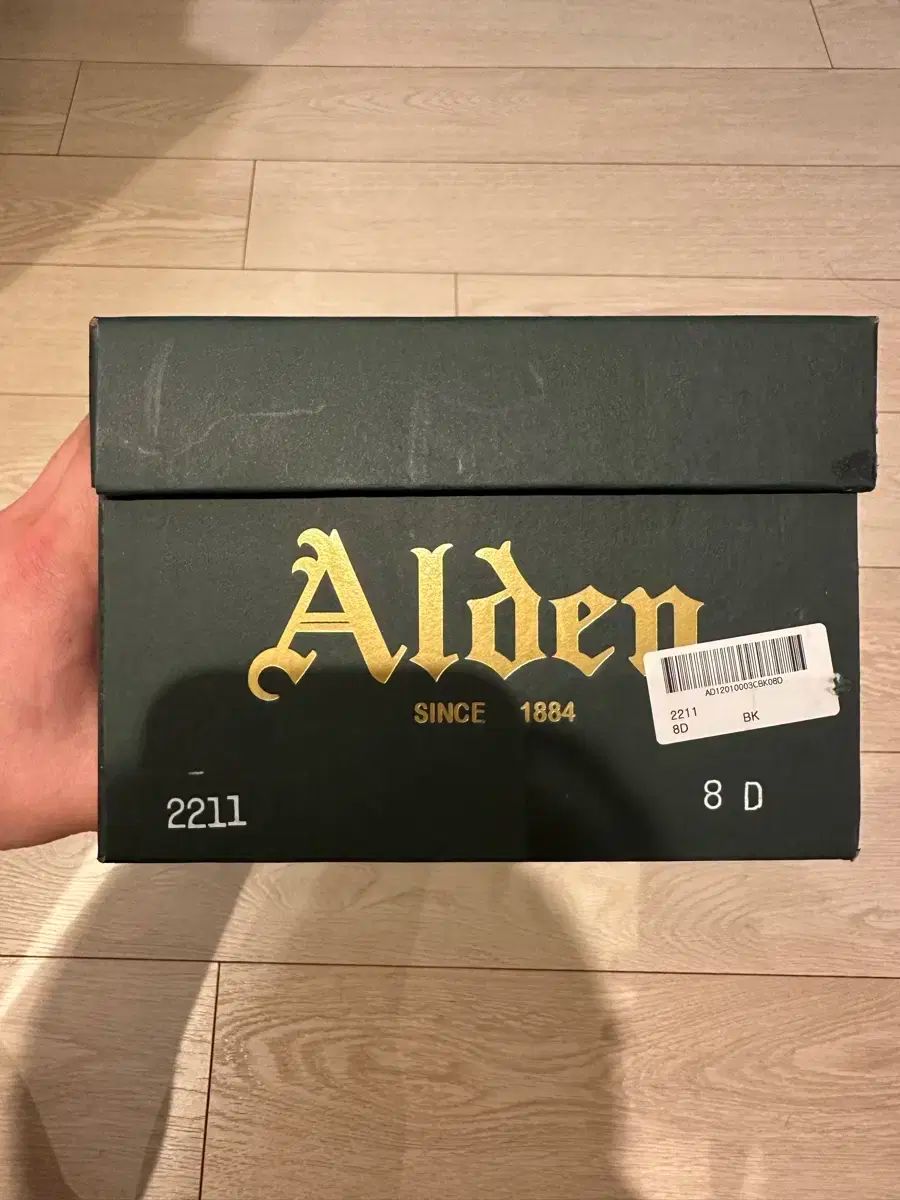 Alden
SINCE 1884
AD12010003CBK08D
2211
8D BK
2211
8 D